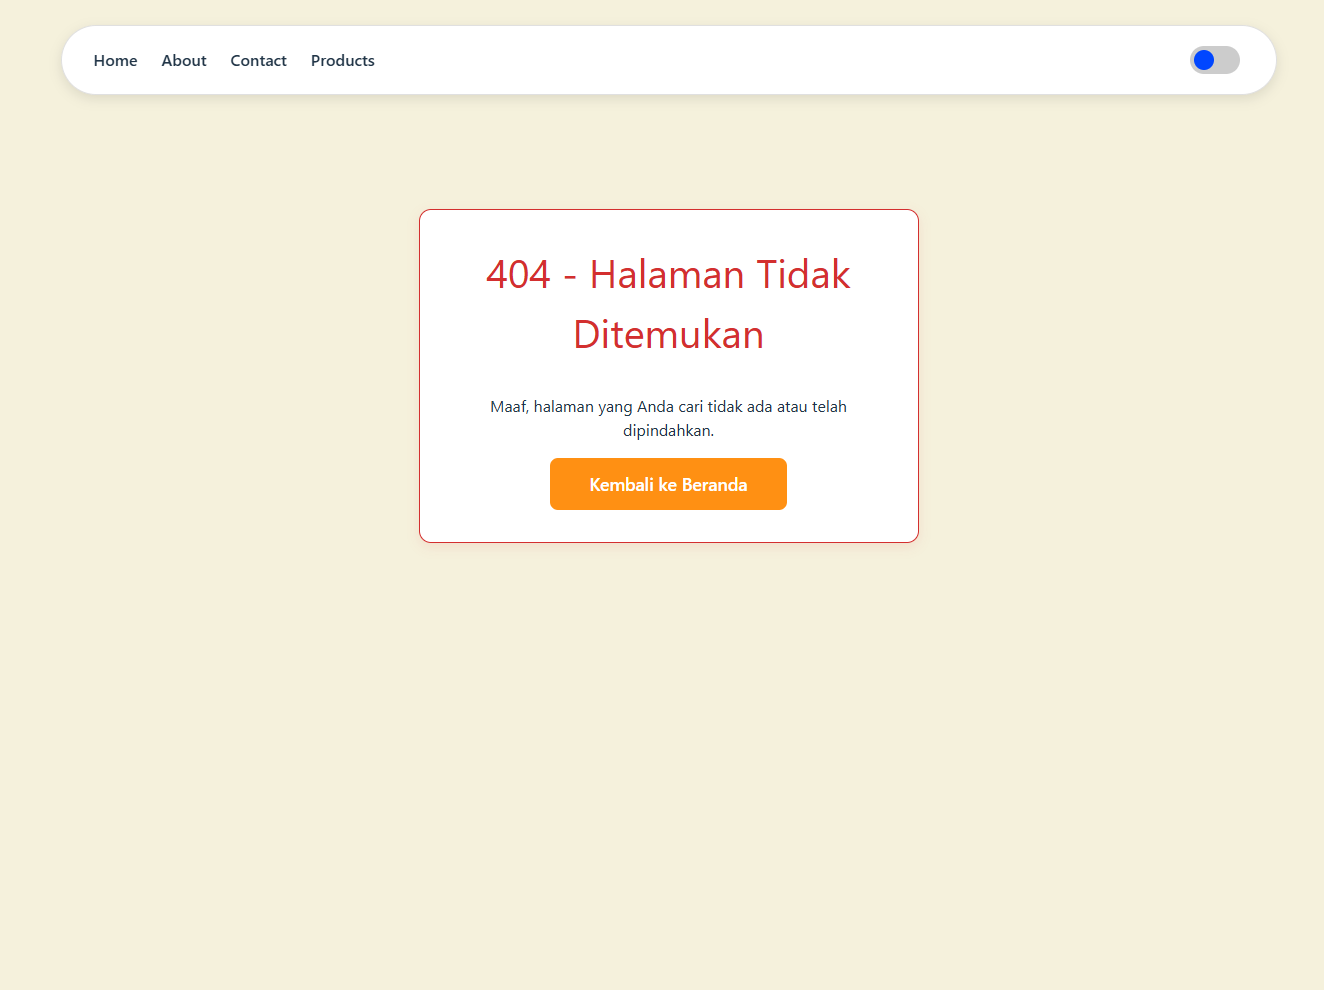 Home About Contact Products
404 - Halaman Tidak
Ditemukan
Maaf, halaman yang Anda cari tidak ada atau telah
dipindahkan.
Kembali ke Beranda